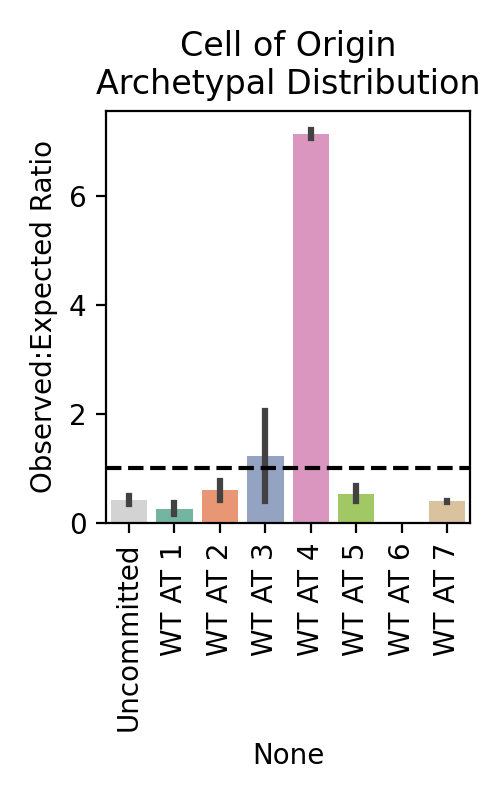 Cell of Origin
Archetypal Distribution
Observed:Expected Ratio
6
4
2
0
Uncommitted
WT AT 1
WT AT 2
WT AT 3
WT AT 4
WT AT 5
WT AT 6
WT AT 7
None